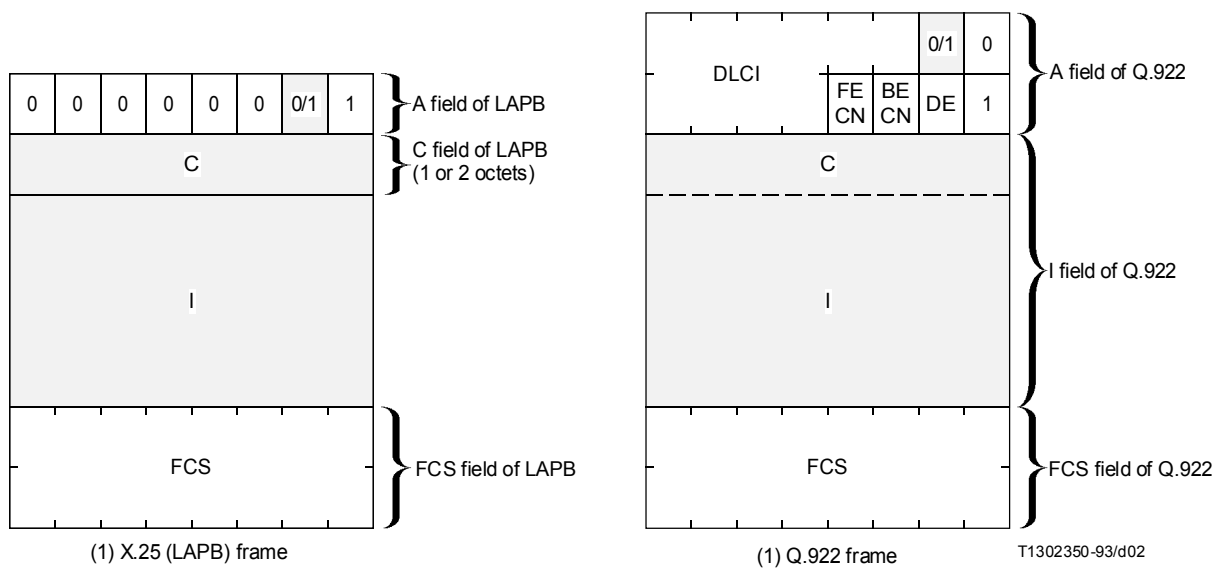 0 0 0 0 0 0 0/1 1
A field of LAPB
C
C field of LAPB
(1 or 2 octets)
I
FCS
FCS field of LAPB
(1) X.25 (LAPB) frame
0/1 0
DLCI
FE
CN
BE
CN
DE 1
A field of Q.922
C
I
I field of Q.922
FCS
FCS field of Q.922
(1) Q.922 frame
T1302350-93/d02